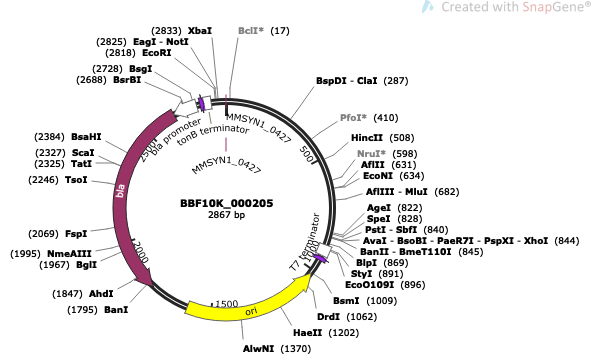 Created with SnapGene®
(2833) XbaI
BclI* (17)
(2825) EagI - NotI
(2818) EcoRI
(2728) BsgI
(2688) BsrBI
BspDI - ClaI (287)
PfoI* (410)
HincII (508)
NruI* (598)
AflII (631)
EcoNI (634)
AflIII - MluI (682)
AgeI (822)
SpeI (828)
PstI - SbfI (840)
AvaI - BsoBI - PaeR7I - PspXI - XhoI (844)
BanII - BmeT110I (845)
BlpI (869)
StyI (891)
EcoO109I (896)
BsmI (1009)
DrdI (1062)
HaeII (1202)
AlwNI (1370)
(2384) BsaHI
(2327) ScaI
(2325) TatI
(2246) TsoI
(2069) FspI
(1995) NmeAIII
(1967) BglI
(1847) AhdI
(1795) BanI
bla promoter
tonB terminator
MMSYN1_0427
MMSYN1_0427
T7 terminator
bla
ori
500
1000
1500
2000
2500
BBF10K_000205
2867 bp